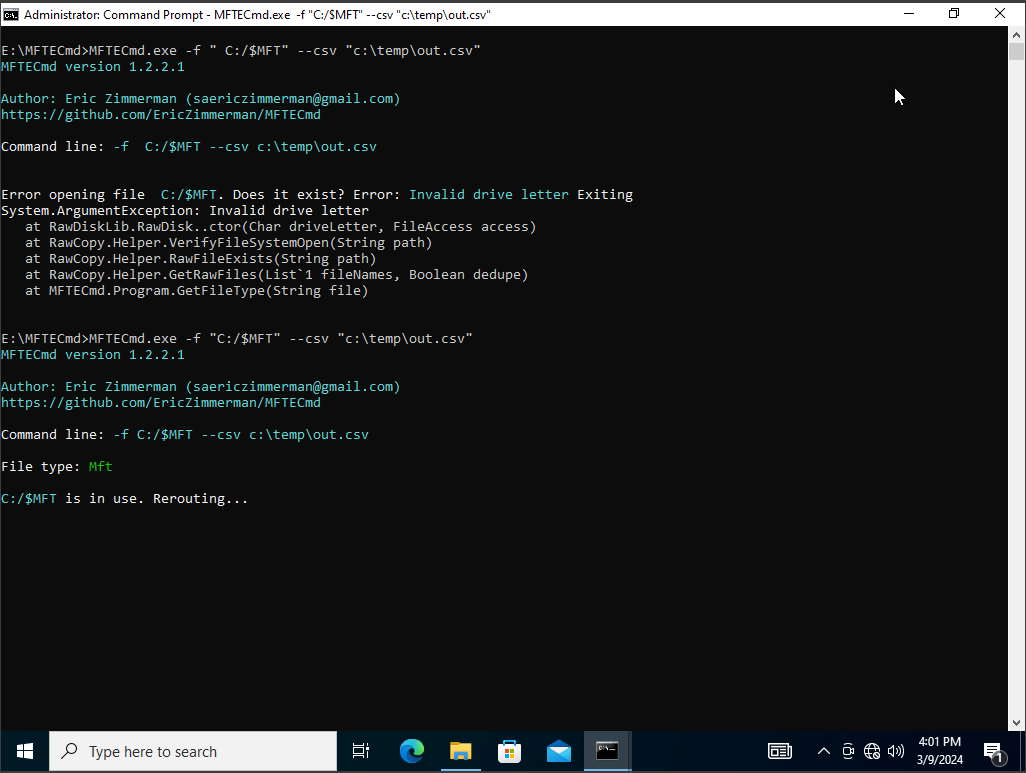 Administrator: Command Prompt - MFTECmd.exe  -f "C:/$MFT" --csv "c:\temp\out.csv"
E:\MFTECmd>MFTECmd.exe -f " C:/$MFT" --csv "c:\temp\out.csv"
MFTECmd version 1.2.2.1
Author: Eric Zimmerman (saericzimmerman@gmail.com)
https://github.com/EricZimmerman/MFTECmd
Command line: -f  C:/$MFT --csv c:\temp\out.csv
Error opening file  C:/$MFT. Does it exist? Error: Invalid drive letter Exiting
System.ArgumentException: Invalid drive letter
   at RawDiskLib.RawDisk..ctor(Char driveLetter, FileAccess access)
   at RawCopy.Helper.VerifyFileSystemOpen(String path)
   at RawCopy.Helper.RawFileExists(String path)
   at RawCopy.Helper.GetRawFiles(List`1 fileNames, Boolean dedupe)
   at MFTECmd.Program.GetFileType(String file)
E:\MFTECmd>MFTECmd.exe -f "C:/$MFT" --csv "c:\temp\out.csv"
MFTECmd version 1.2.2.1
Author: Eric Zimmerman (saericzimmerman@gmail.com)
https://github.com/EricZimmerman/MFTECmd
Command line: -f C:/$MFT --csv c:\temp\out.csv
File type: Mft
C:/$MFT is in use. Rerouting...
Type here to search
4:01 PM
3/9/2024
1